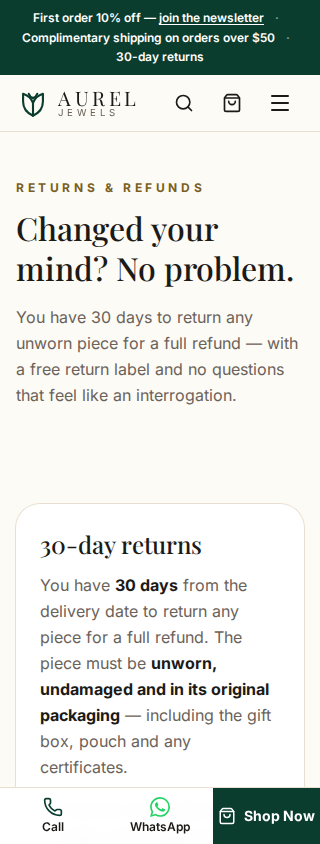 First order 10% off — join the newsletter ·
Complimentary shipping on orders over $50 ·
30-day returns
AUREL
JEWELS
RETURNS & REFUNDS
Changed your
mind? No problem.
You have 30 days to return any
unworn piece for a full refund — with
a free return label and no questions
that feel like an interrogation.
30-day returns
You have 30 days from the
delivery date to return any
piece for a full refund. The
piece must be unworn,
undamaged and in its original
packaging — including the gift
box, pouch and any
certificates.
Call
WhatsApp
Shop Now